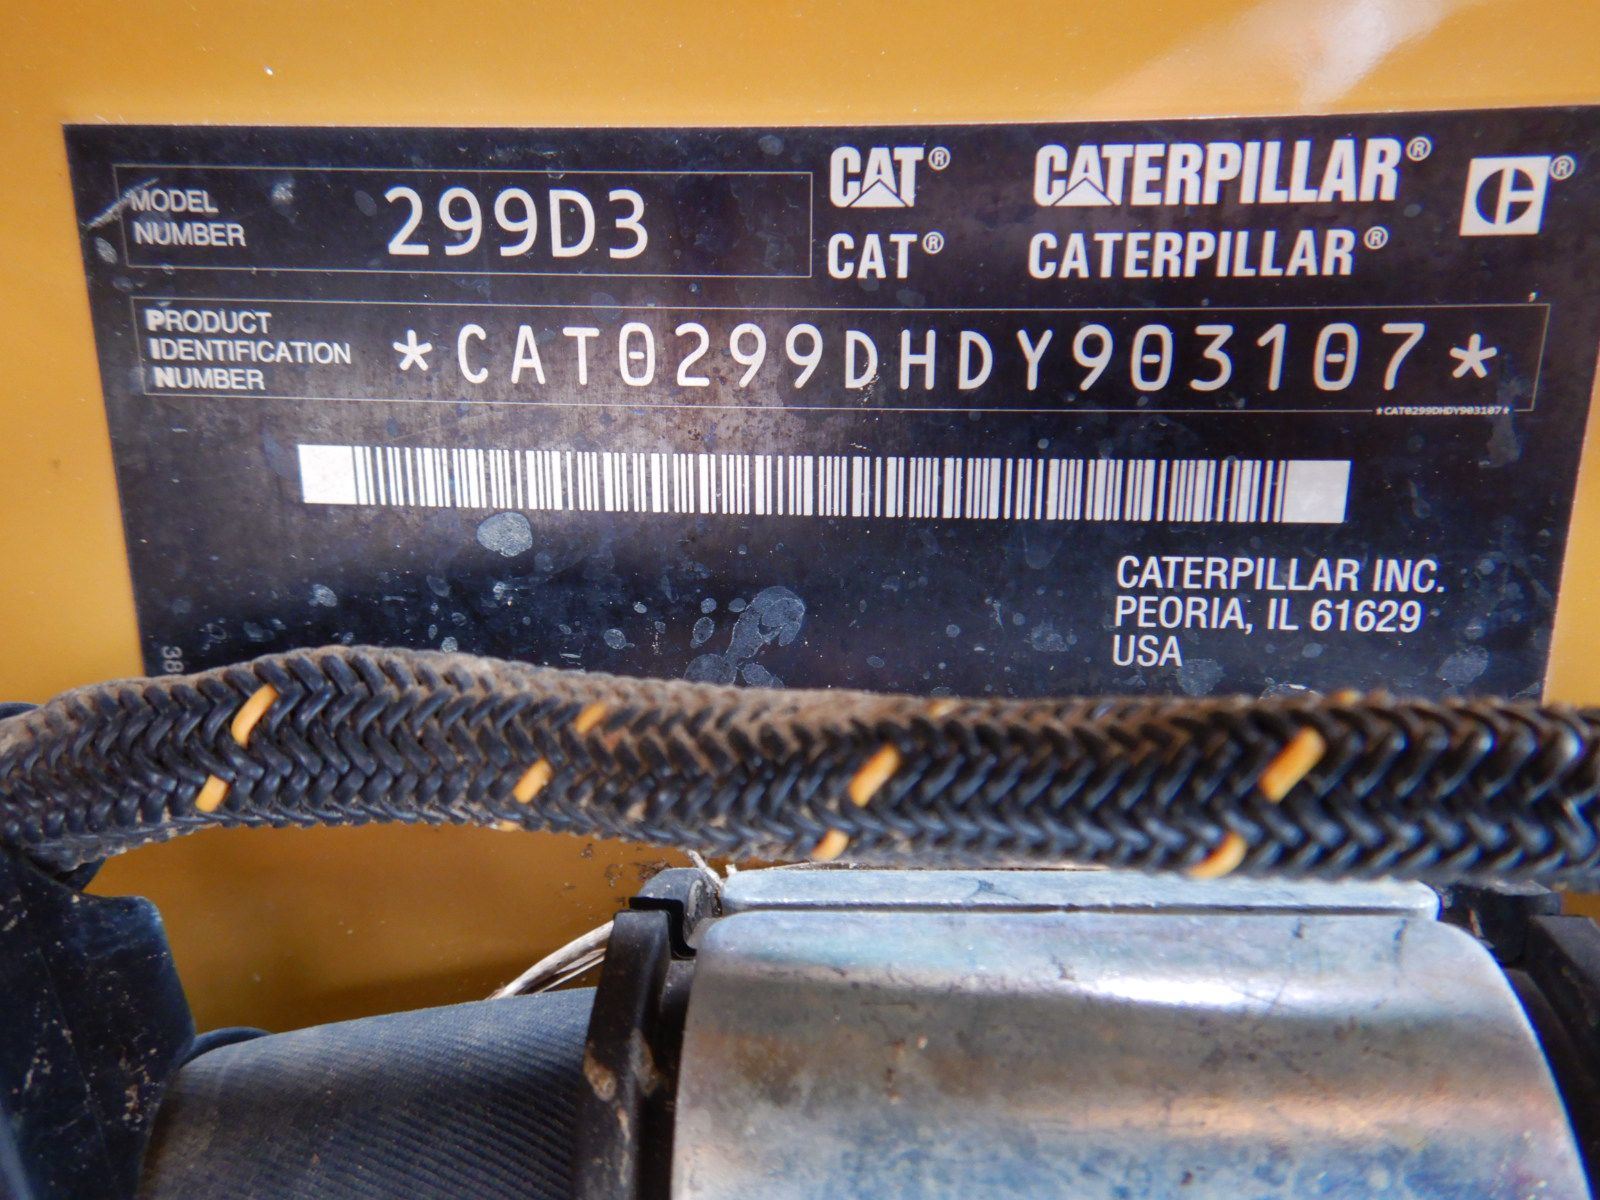 MODEL NUMBER 299D3
CAT® CATERPILLAR® ®
CAT® CATERPILLAR®
PRODUCT IDENTIFICATION NUMBER *CAT0299DHDY903107*
*CAT0299DHDY903107*
CATERPILLAR INC.
PEORIA, IL 61629
USA